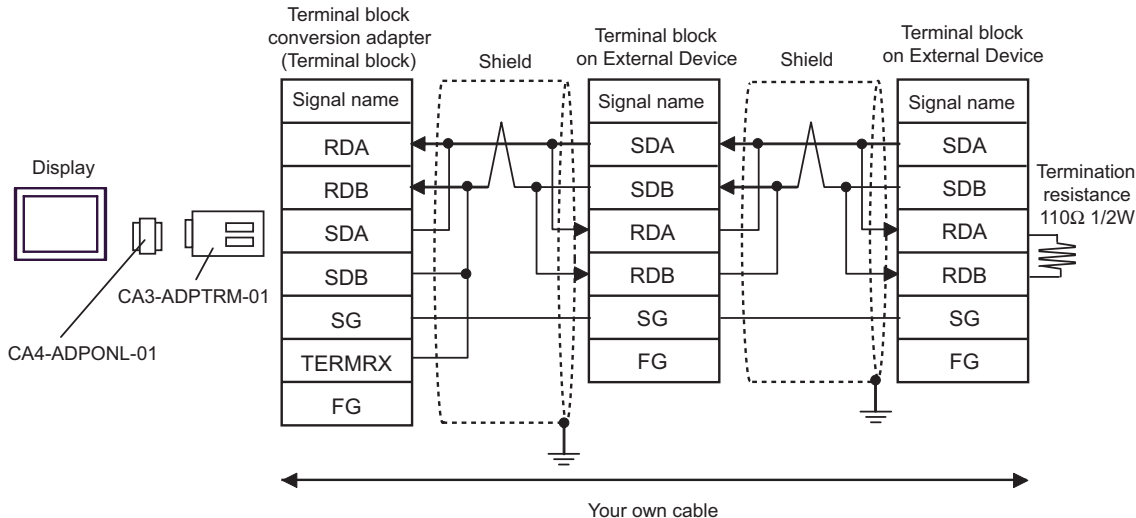 Terminal block
conversion adapter
(Terminal block)
Shield
Terminal block
on External Device
Shield
Terminal block
on External Device
Signal name
RDA
RDB
SDA
SDB
SG
TERMRX
FG
Signal name
SDA
SDB
RDA
RDB
SG
FG
Signal name
SDA
SDB
RDA
RDB
SG
FG
Display
CA3-ADPTRM-01
CA4-ADPONL-01
Termination
resistance
110Ω 1/2W
Your own cable